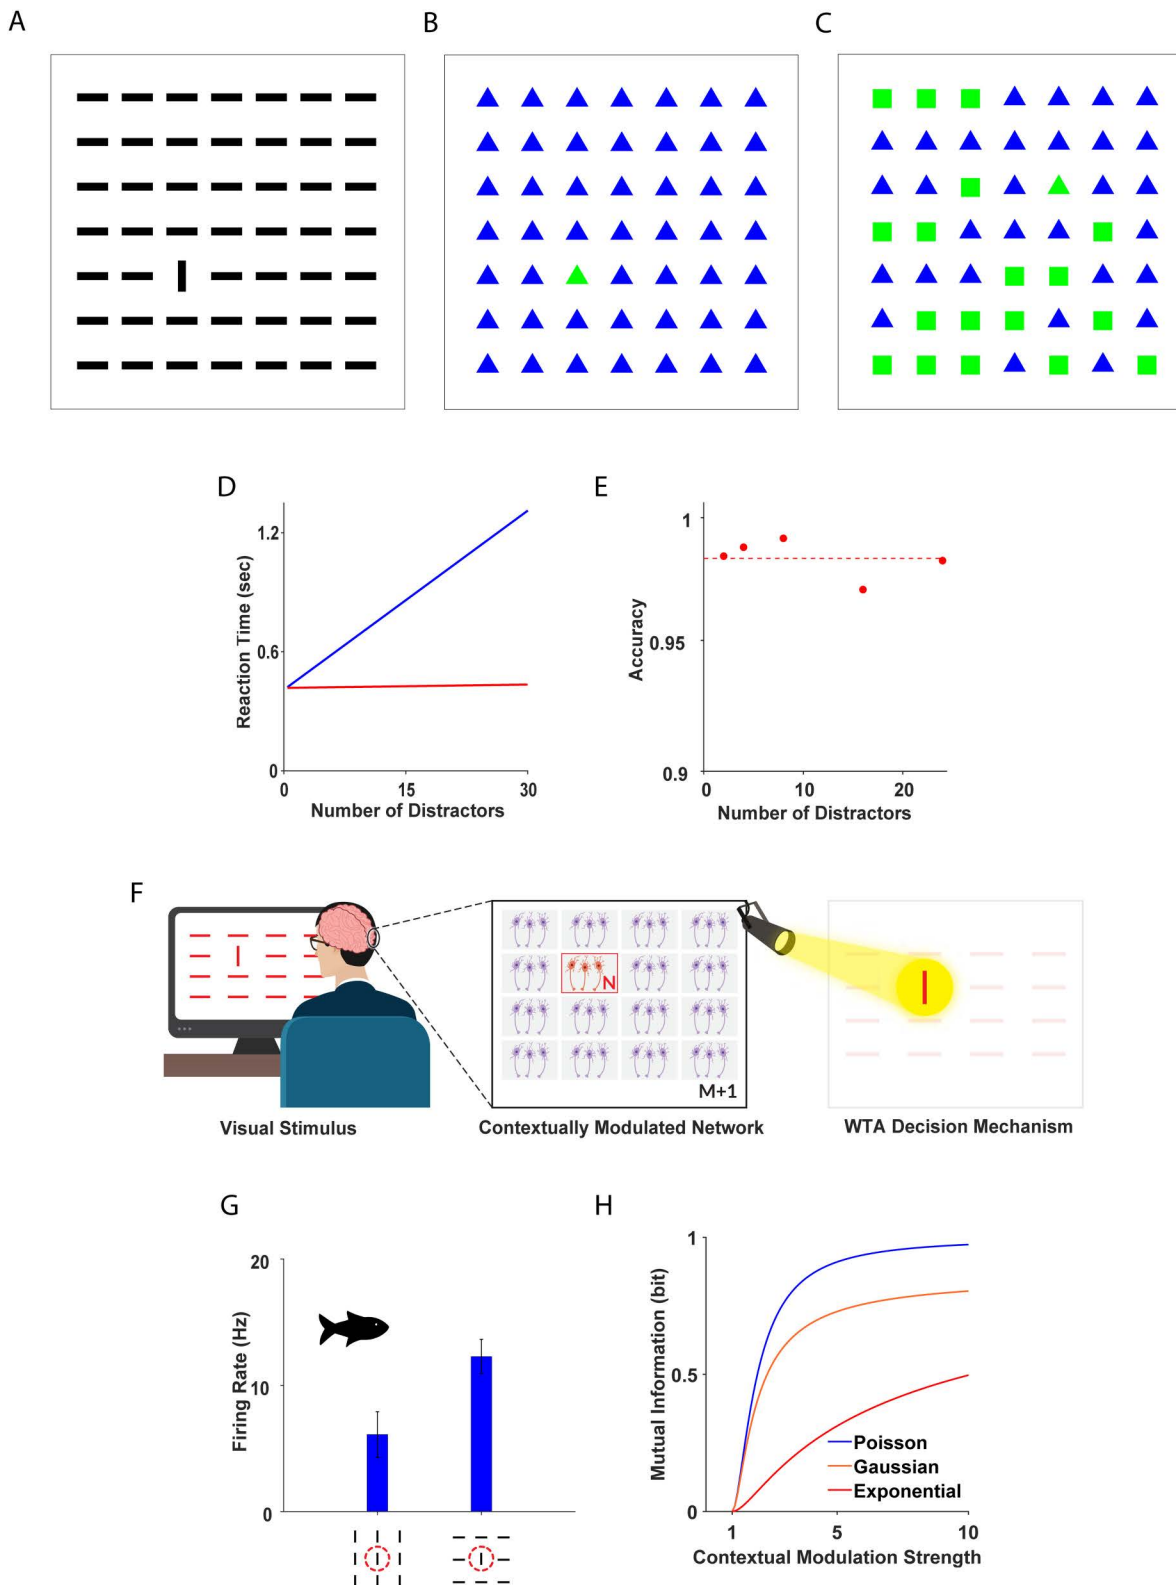 A
B
C
D
Reaction Time (sec)
1.2
0.6
0
0
15
30
Number of Distractors
E
Accuracy
1
0.95
0.9
0
10
20
Number of Distractors
F
N
M+1
Visual Stimulus
Contextually Modulated Network
WTA Decision Mechanism
G
Firing Rate (Hz)
20
10
0
H
Mutual Information (bit)
1
0.5
0
Poisson
Gaussian
Exponential
1
5
10
Contextual Modulation Strength